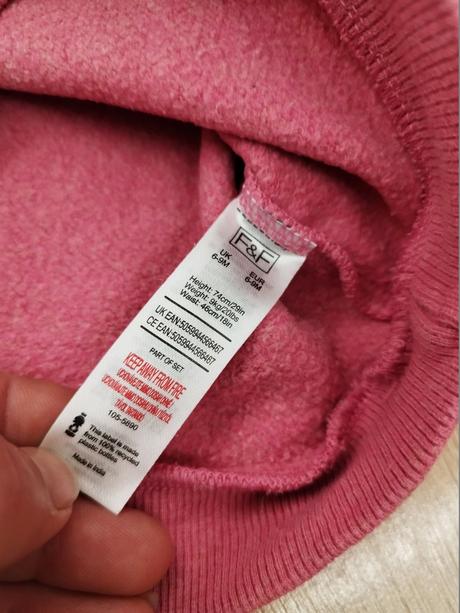 F&F
UK EUR
6-9M 6-9M
Height: 74cm/29in
Weight: 9kg/20lbs
Waist: 46cm/18in
UK EAN:5059944566467
CE EAN:5059944566467
PART OF SET
KEEP AWAY FROM FIRE
105-5890
This label is made
from 100% recycled
plastic bottles
Made in India